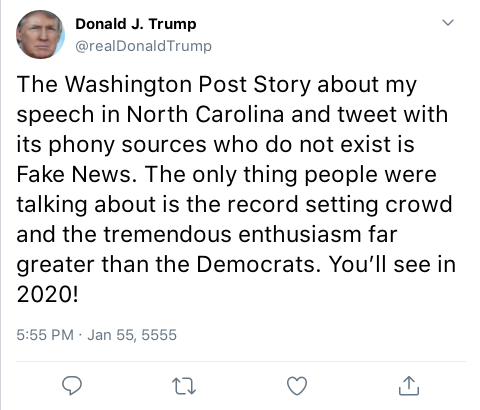 Donald J. Trump
@realDonaldTrump
The Washington Post Story about my
speech in North Carolina and tweet with
its phony sources who do not exist is
Fake News. The only thing people were
talking about is the record setting crowd
and the tremendous enthusiasm far
greater than the Democrats. You’ll see in
2020!
5:55 PM · Jan 55, 5555